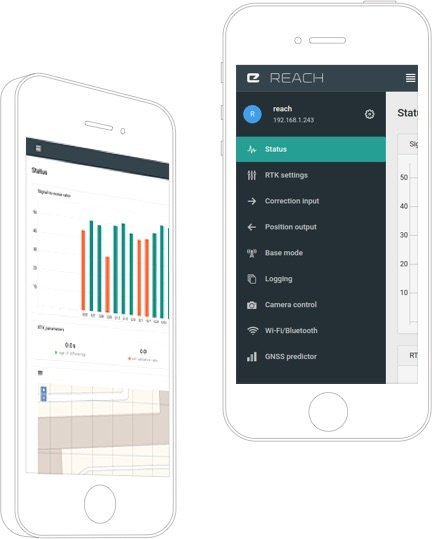 REACH
R
reach
192.168.1.243
Status
RTK settings
Correction input
Position output
Base mode
Logging
Camera control
Wi-Fi/Bluetooth
GNSS predictor
Statu
Sig
50
40
30
20
10
RT
Status
Signal-to-noise ratio
50
40
30
20
10
RTK parameters
0.0s
0.0